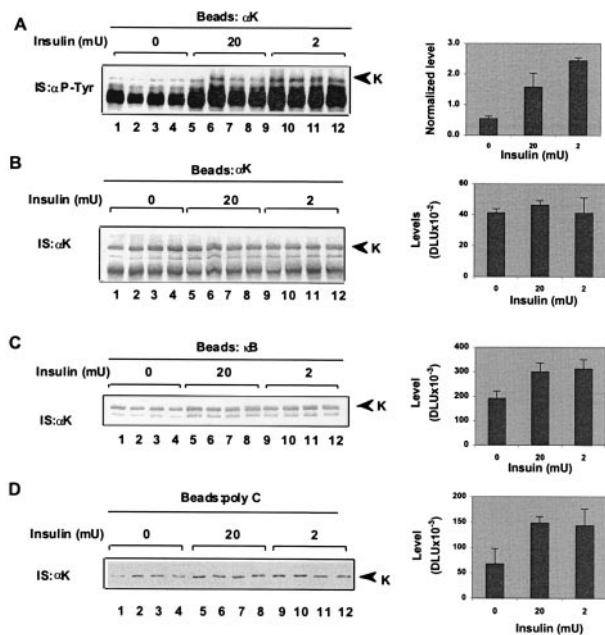 A
Beads: αK
Insulin (mU) 0 20 2
IS:α P-Tyr
K
1 2 3 4 5 6 7 8 9 10 11 12
Normalized level
3.0
2.0
1.0
0.0
0 20 2
Insulin (mU)
B
Beads:αK
Insulin (mU) 0 20 2
IS:αK
K
1 2 3 4 5 6 7 8 9 10 11 12
Levels
(DLUx10-2)
60
40
20
0
0 20 2
Insulin (mU)
C
Beads: κB
Insulin (mU) 0 20 2
IS:αK
K
1 2 3 4 5 6 7 8 9 10 11 12
Level
(DLUx10-3)
400
300
200
100
0
0 20 2
Insuin (mU)
D
Beads:poly C
Insulin (mU) 0 20 2
IS:αK
K
1 2 3 4 5 6 7 8 9 10 11 12
Level
(DLUx10-3)
200
150
100
50
0
0 20 2
Insulin (mU)